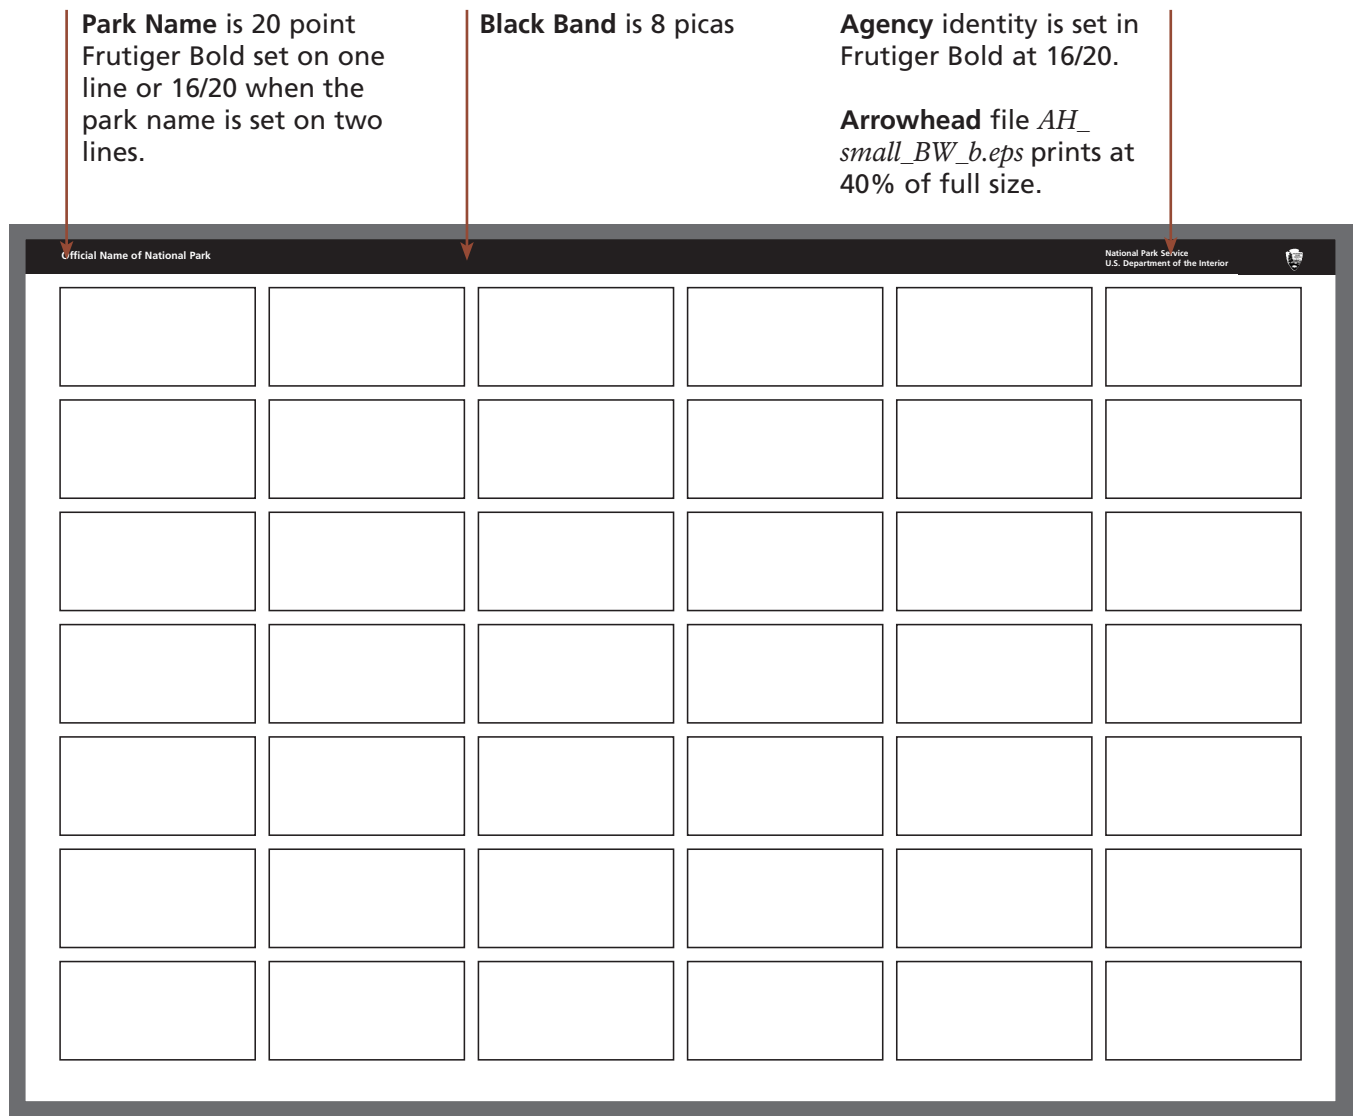 Park Name is 20 point
Frutiger Bold set on one
line or 16/20 when the
park name is set on two
lines.
Black Band is 8 picas
Agency identity is set in
Frutiger Bold at 16/20.
Arrowhead file AH_
small_BW_b.eps prints at
40% of full size.
Official Name of National Park
National Park Service
U.S. Department of the Interior